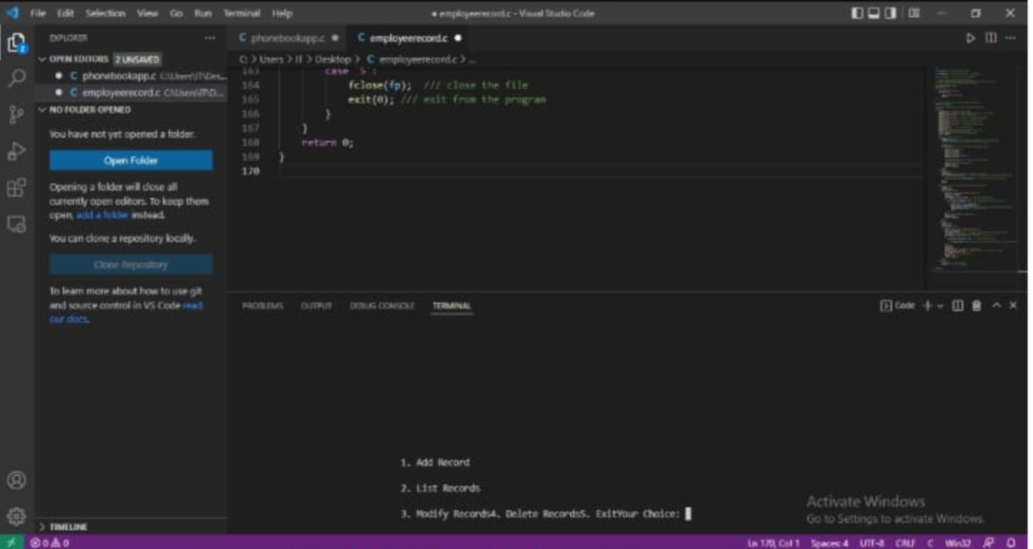 File Edit Selection View Go Run Terminal Help
● employeerecord.c - Visual Studio Code
EXPLORER ···
C phonebookapp.c ● C employeerecord.c ●
OPEN EDITORS 2 UNSAVED
● C phonebookapp.c C:\Users\IT\Des...
● C employeerecord.c C:\Users\IT\D...
NO FOLDER OPENED
You have not yet opened a folder.
Open Folder
Opening a folder will close all
currently open editors. To keep them
open, add a folder instead.
You can clone a repository locally.
Clone Repository
To learn more about how to use git
and source control in VS Code read
our docs.
TIMELINE
C: > Users > IT > Desktop > C employeerecord.c > ...
163 case '5':
164 fclose(fp); /// close the file
165 exit(0); /// exit from the program
166 }
167 }
168 return 0;
169 }
170
PROBLEMS OUTPUT DEBUG CONSOLE TERMINAL
Code
1. Add Record
2. List Records
3. Modify Records4. Delete Records5. ExitYour Choice:
Activate Windows
Go to Settings to activate Windows.
0 0
Ln 170, Col 1 Spaces: 4 UTF-8 CRLF C Win32